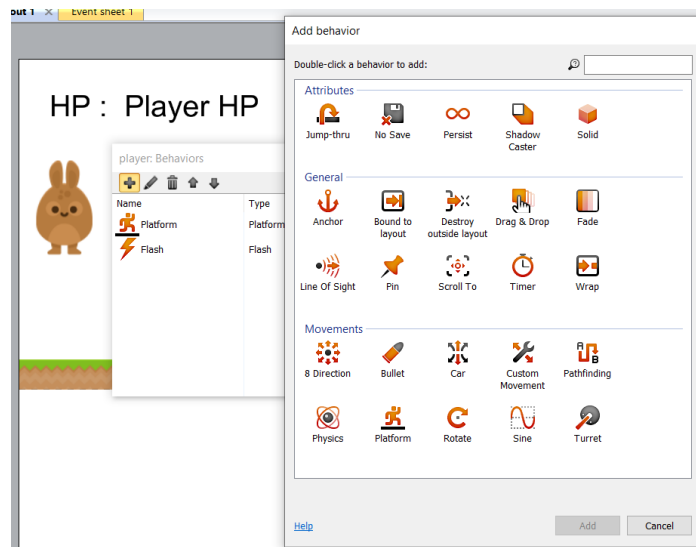 out 1 × Event sheet 1
HP : Player HP
player: Behaviors
Name Type
Platform Platform
Flash Flash
Add behavior
Double-click a behavior to add:
Attributes
Jump-thru No Save Persist Shadow Caster Solid
General
Anchor Bound to layout Destroy outside layout Drag & Drop Fade
Line Of Sight Pin Scroll To Timer Wrap
Movements
8 Direction Bullet Car Custom Movement Pathfinding
Physics Platform Rotate Sine Turret
Help Add Cancel